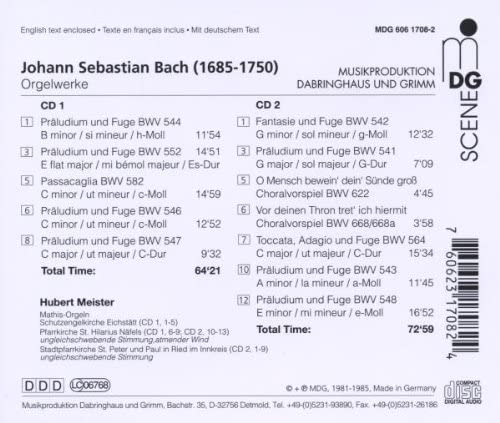 English text enclosed • Texte en français inclus • Mit deutschem Text
MDG 606 1708-2
Johann Sebastian Bach (1685-1750)
Orgelwerke
MUSIKPRODUKTION
DABRINGHAUS UND GRIMM
MDG
SCENE
CD 1
1 Präludium und Fuge BWV 544
B minor / si mineur / h-Moll 11'54
3 Präludium und Fuge BWV 552 14'51
E flat major / mi bémol majeur / Es-Dur
5 Passacaglia BWV 582
C minor / ut mineur / c-Moll 14'59
6 Präludium und Fuge BWV 546
C minor / ut mineur / c-Moll 12'52
8 Präludium und Fuge BWV 547
C major / ut majeur / C-Dur 9'32
Total Time: 64'21
Hubert Meister
Mathis-Orgeln
Schutzengelkirche Eichstätt (CD 1, 1-5)
Pfarrkirche St. Hilarius Näfels (CD 1, 6-9; CD 2, 10-13)
ungleichschwebende Stimmung,atmender Wind
Stadtpfarrkirche St. Peter und Paul in Ried im Innkreis (CD 2, 1-9)
ungleichschwebende Stimmung
CD 2
1 Fantasie und Fuge BWV 542
G minor / sol mineur / g-Moll 12'32
3 Präludium und Fuge BWV 541
G major / sol majeur / G-Dur 7'09
5 O Mensch bewein' dein' Sünde groß
Choralvorspiel BWV 622 4'45
6 Vor deinen Thron tret' ich hiermit
Choralvorspiel BWV 668/668a 3'58
7 Toccata, Adagio und Fuge BWV 564
C major / ut majeur / C-Dur 15'34
10 Präludium und Fuge BWV 543
A minor / la mineur / a-Moll 11'45
12 Präludium und Fuge BWV 548
E minor / mi mineur / e-Moll 16'52
Total Time: 72'59
7 60623 17082 4
DDD LC 06768
© + ℗ MDG, 1981-1985, Made in Germany
COMPACT
disc
DIGITAL AUDIO
Musikproduktion Dabringhaus und Grimm, Bachstr. 35, D-32756 Detmold, Tel. +49-(0)5231-93890, Fax. +49-(0)5231-26186